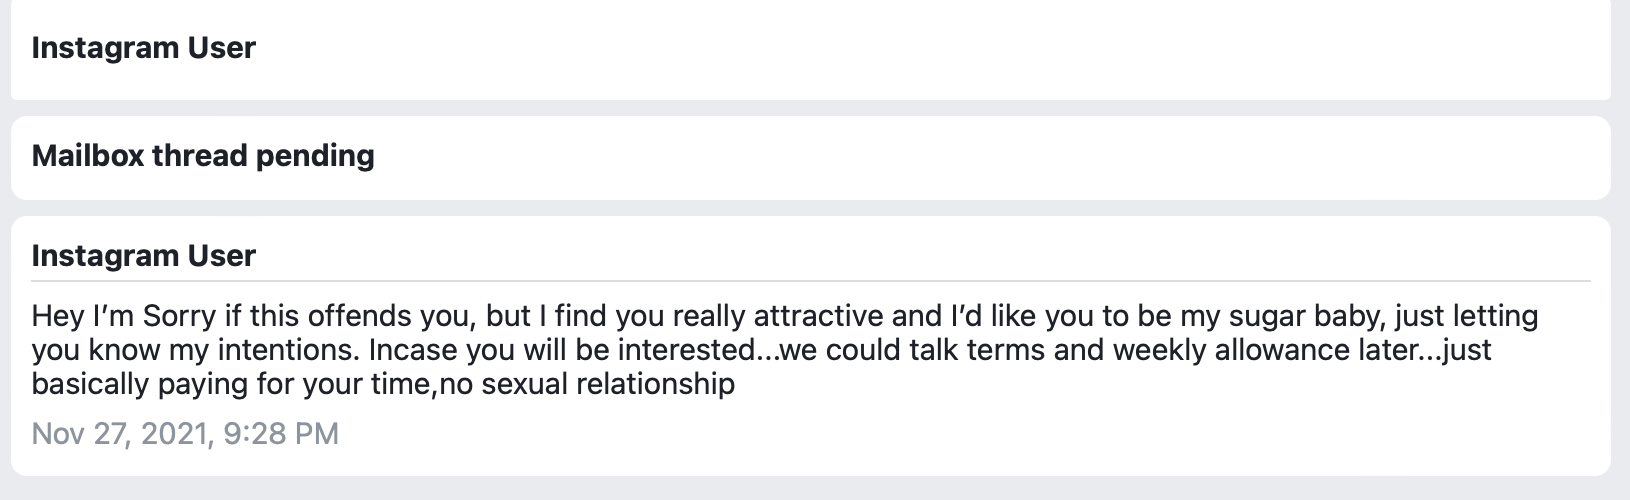 Instagram User
Mailbox thread pending
Instagram User
Hey I’m Sorry if this offends you, but I find you really attractive and I’d like you to be my sugar baby, just letting
you know my intentions. Incase you will be interested...we could talk terms and weekly allowance later...just
basically paying for your time,no sexual relationship
Nov 27, 2021, 9:28 PM